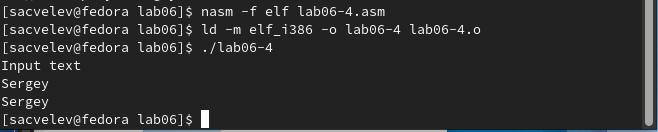 [sacvelev@fedora lab06]$ nasm -f elf lab06-4.asm
[sacvelev@fedora lab06]$ ld -m elf_i386 -o lab06-4 lab06-4.o
[sacvelev@fedora lab06]$ ./lab06-4
Input text
Sergey
Sergey
[sacvelev@fedora lab06]$